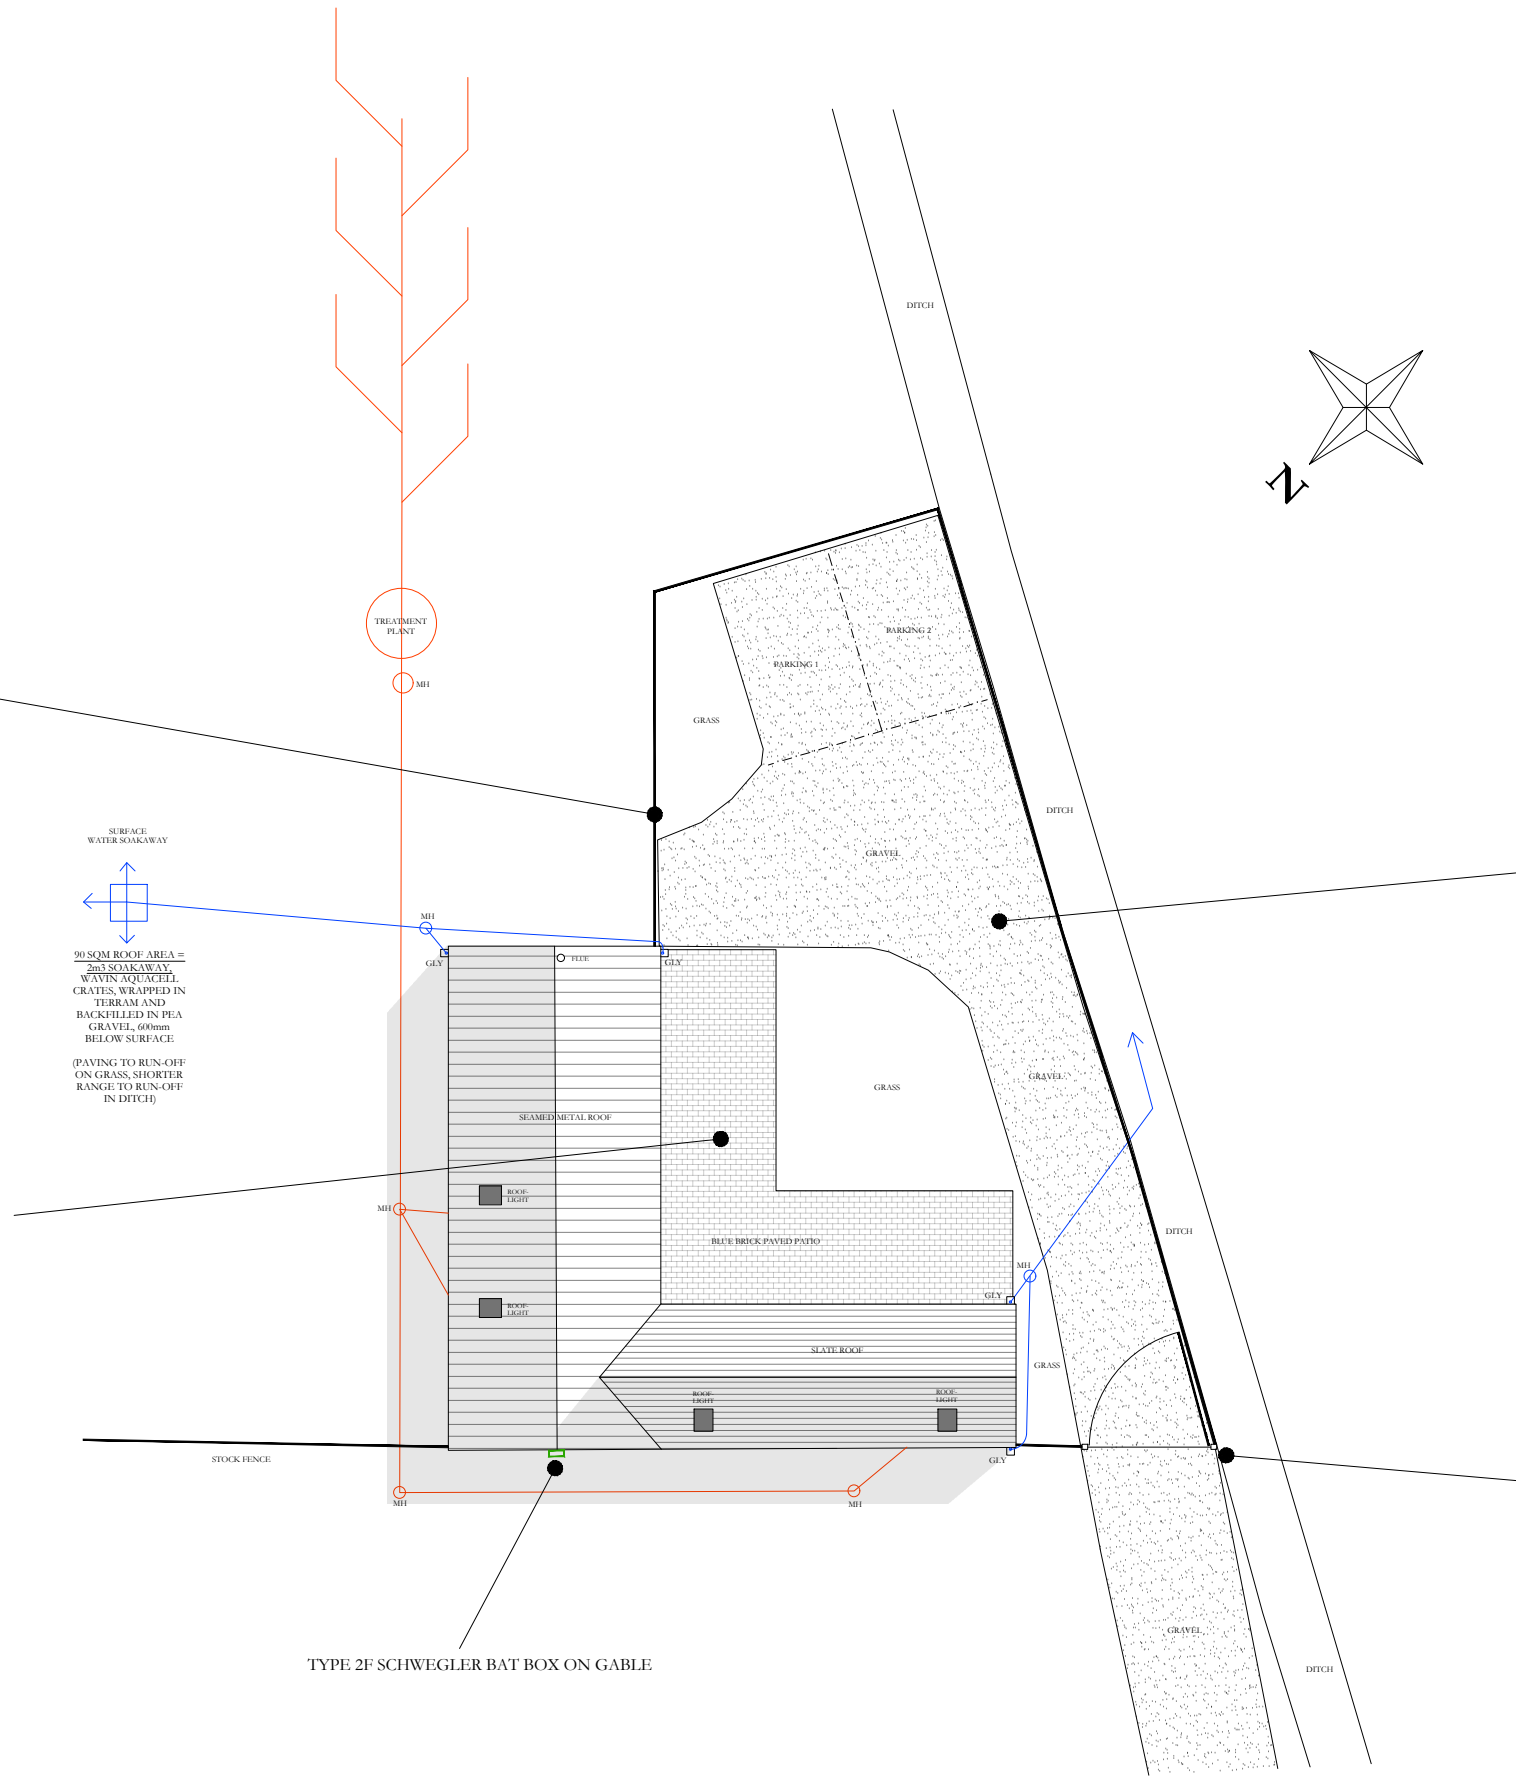 DITCH
N
TREATMENT
PLANT
PARKING 2
PARKING 1
MH
GRASS
DITCH
SURFACE
WATER SOAKAWAY
GRAVEL
MH
90 SQM ROOF AREA =
2m3 SOAKAWAY,
WAVIN AQUACELL
CRATES, WRAPPED IN
TERRAM AND
BACKFILLED IN PEA
GRAVEL, 600mm
BELOW SURFACE
(PAVING TO RUN-OFF
ON GRASS, SHORTER
RANGE TO RUN-OFF
IN DITCH)
GLY
FLUE
GLY
GRAVEL
GRASS
SEAMED METAL ROOF
ROOF-
LIGHT
MH
DITCH
BLUE BRICK PAVED PATIO
MH
GLY
ROOF-
LIGHT
SLATE ROOF
GRASS
ROOF-
LIGHT
ROOF-
LIGHT
STOCK FENCE
GLY
MH
MH
GRAVEL
TYPE 2F SCHWEGLER BAT BOX ON GABLE
DITCH